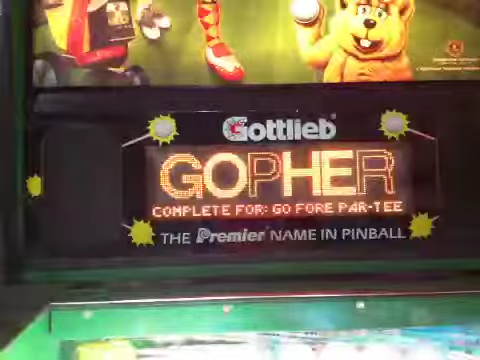 Gottlieb®
GOPHER
COMPLETE FOR: GO FORE PAR-TEE
THE Premier® NAME IN PINBALL